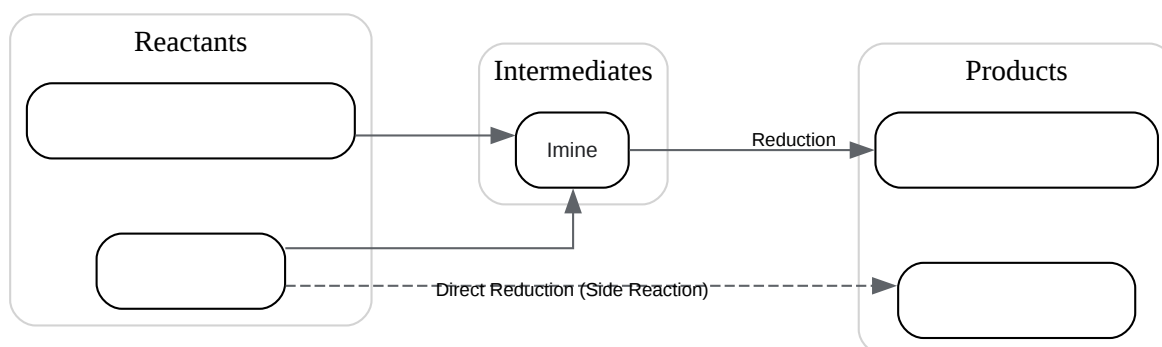 Reactants
Intermediates
Products
Imine
Reduction
Direct Reduction (Side Reaction)